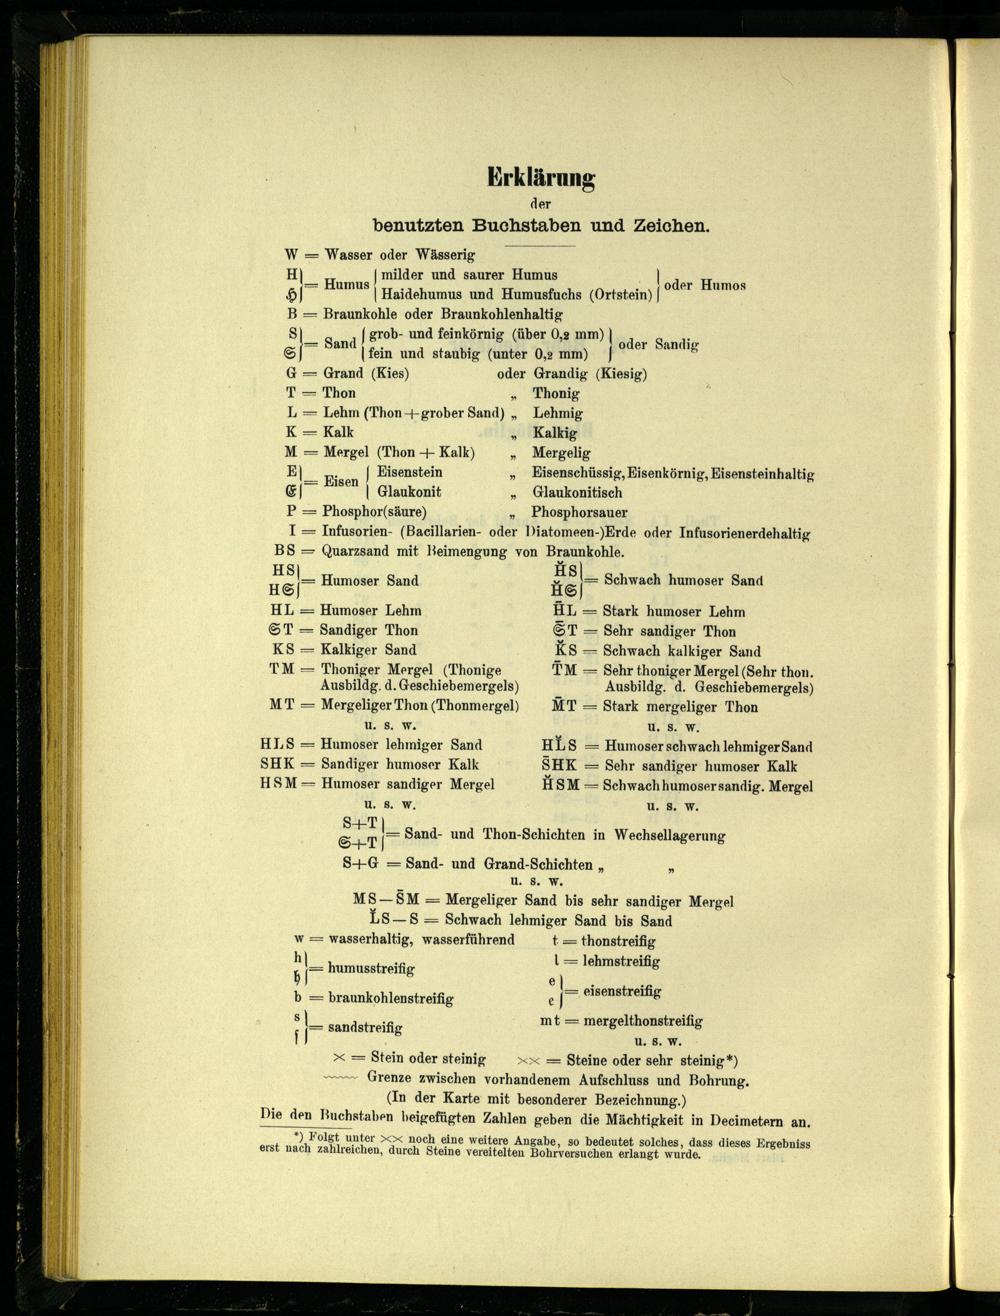 Erklärung
der
benutzten Buchstaben und Zeichen.
W = Wasser oder Wässerig
H
ℌ } = Humus { milder und saurer Humus
Haidehumus und Humusfuchs (Ortstein) } oder Humos
B = Braunkohle oder Braunkohlenhaltig
S
𝔖 } = Sand { grob- und feinkörnig (über 0,2 mm)
fein und staubig (unter 0,2 mm) } oder Sandig
G = Grand (Kies) oder Grandig (Kiesig)
T = Thon „ Thonig
L = Lehm (Thon + grober Sand) „ Lehmig
K = Kalk „ Kalkig
M = Mergel (Thon + Kalk) „ Mergelig
E
𝔈 } = Eisen { Eisenstein „ Eisenschüssig, Eisenkörnig, Eisensteinhaltig
Glaukonit „ Glaukonitisch
P = Phosphor(säure) „ Phosphorsauer
I = Infusorien- (Bacillarien- oder Diatomeen-)Erde oder Infusorienerdehaltig
BS = Quarzsand mit Beimengung von Braunkohle.
HS
H𝔖 } = Humoser Sand
H̆S
H̆𝔖 } = Schwach humoser Sand
HL = Humoser Lehm H̄L = Stark humoser Lehm
𝔖T = Sandiger Thon 𝔖̄T = Sehr sandiger Thon
KS = Kalkiger Sand K̆S = Schwach kalkiger Sand
TM = Thoniger Mergel (Thonige T̄M = Sehr thoniger Mergel (Sehr thon.
Ausbildg. d. Geschiebemergels) Ausbildg. d. Geschiebemergels)
MT = Mergeliger Thon (Thonmergel) M̄T = Stark mergeliger Thon
u. s. w. u. s. w.
HLS = Humoser lehmiger Sand HL̆S = Humoser schwach lehmiger Sand
SHK = Sandiger humoser Kalk S̄HK = Sehr sandiger humoser Kalk
HSM = Humoser sandiger Mergel H̆SM = Schwach humoser sandig. Mergel
u. s. w. u. s. w.
S+T
𝔖+T } = Sand- und Thon-Schichten in Wechsellagerung
S+G = Sand- und Grand-Schichten „ „
u. s. w.
MS — S̄M = Mergeliger Sand bis sehr sandiger Mergel
L̆S — S = Schwach lehmiger Sand bis Sand
w = wasserhaltig, wasserführend t = thonstreifig
h
𝔥 } = humusstreifig
l = lehmstreifig
b = braunkohlenstreifig
e
𝔢 } = eisenstreifig
s
ſ } = sandstreifig
mt = mergelthonstreifig
u. s. w.
× = Stein oder steinig ×× = Steine oder sehr steinig*)
﹏﹏ Grenze zwischen vorhandenem Aufschluss und Bohrung.
(In der Karte mit besonderer Bezeichnung.)
Die den Buchstaben beigefügten Zahlen geben die Mächtigkeit in Decimetern an.
*) Folgt unter ×× noch eine weitere Angabe, so bedeutet solches, dass dieses Ergebniss
erst nach zahlreichen, durch Steine vereitelten Bohrversuchen erlangt wurde.